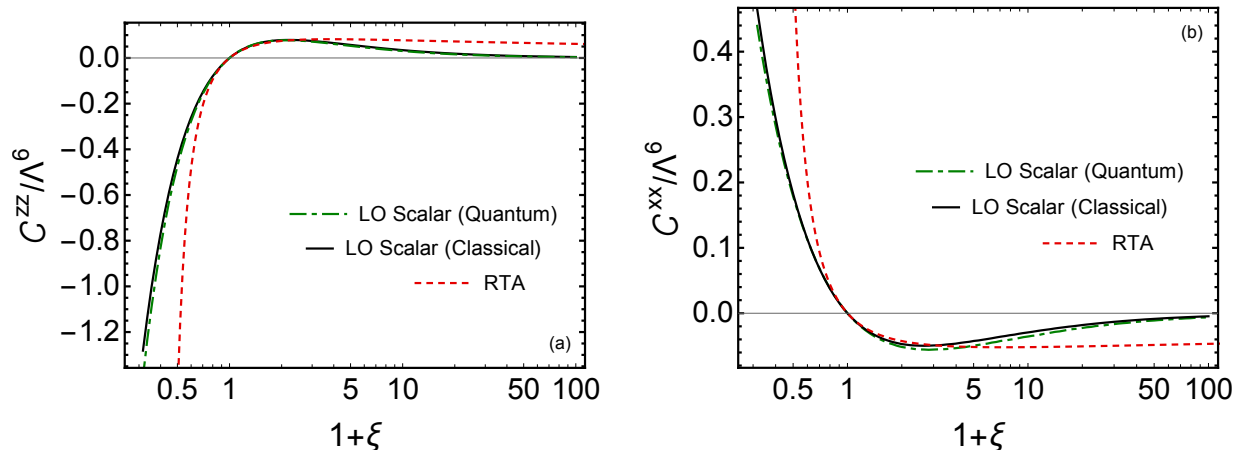 (a)
C^zz/Λ^6
0.0
−0.2
−0.4
−0.6
−0.8
−1.0
−1.2
LO Scalar (Quantum)
LO Scalar (Classical)
RTA
0.5 1 5 10 50 100
1+ξ
(b)
C^xx/Λ^6
0.4
0.3
0.2
0.1
0.0
LO Scalar (Quantum)
LO Scalar (Classical)
RTA
0.5 1 5 10 50 100
1+ξ